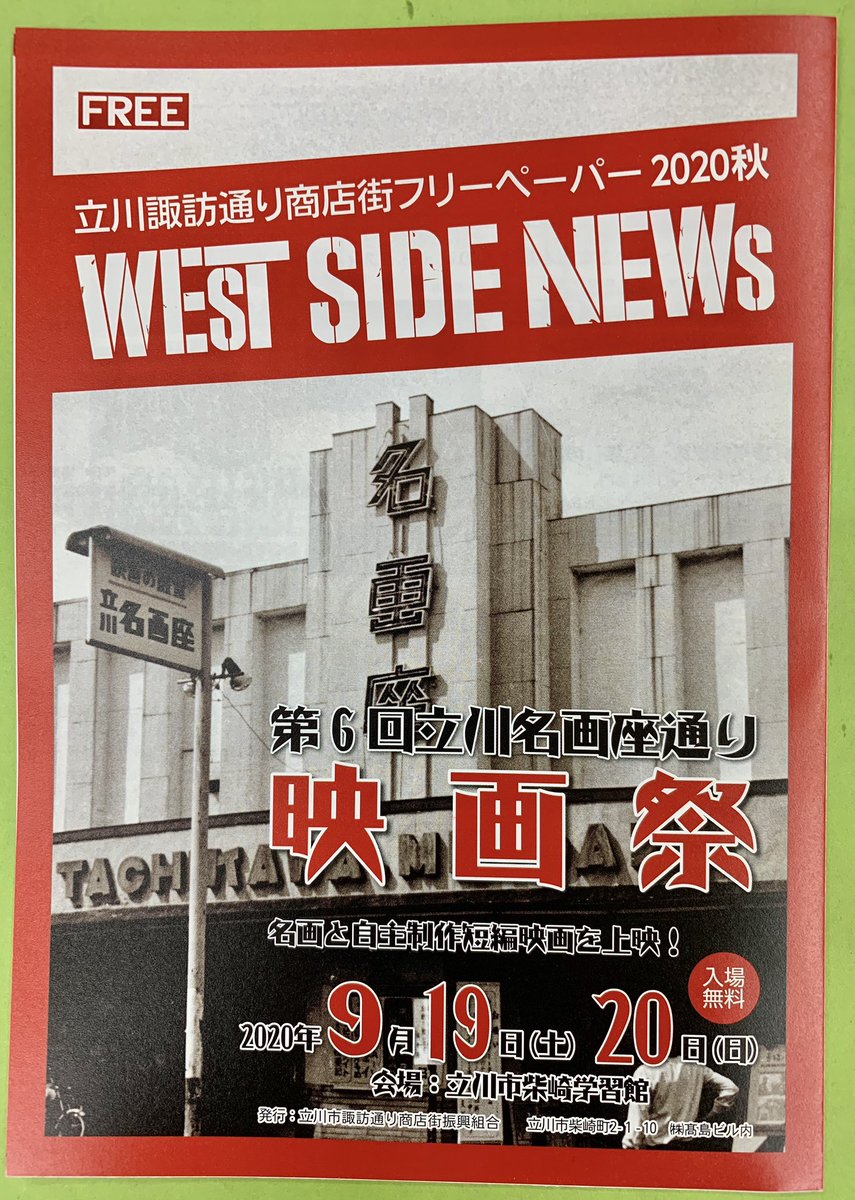 FREE
立川諏訪通り商店街フリーペーパー 2020秋
WEST SIDE NEWS
名画座
立川名画座
第6回立川名画座通り
映画祭
TACHIKAWA
名画と自主制作短編映画を上映！
入場無料
2020年9月19日(土) 20日(日)
会場：立川市柴崎学習館
発行：立川市諏訪通り商店街振興組合 立川市柴崎町2-1-10 ㈱髙島ビル内